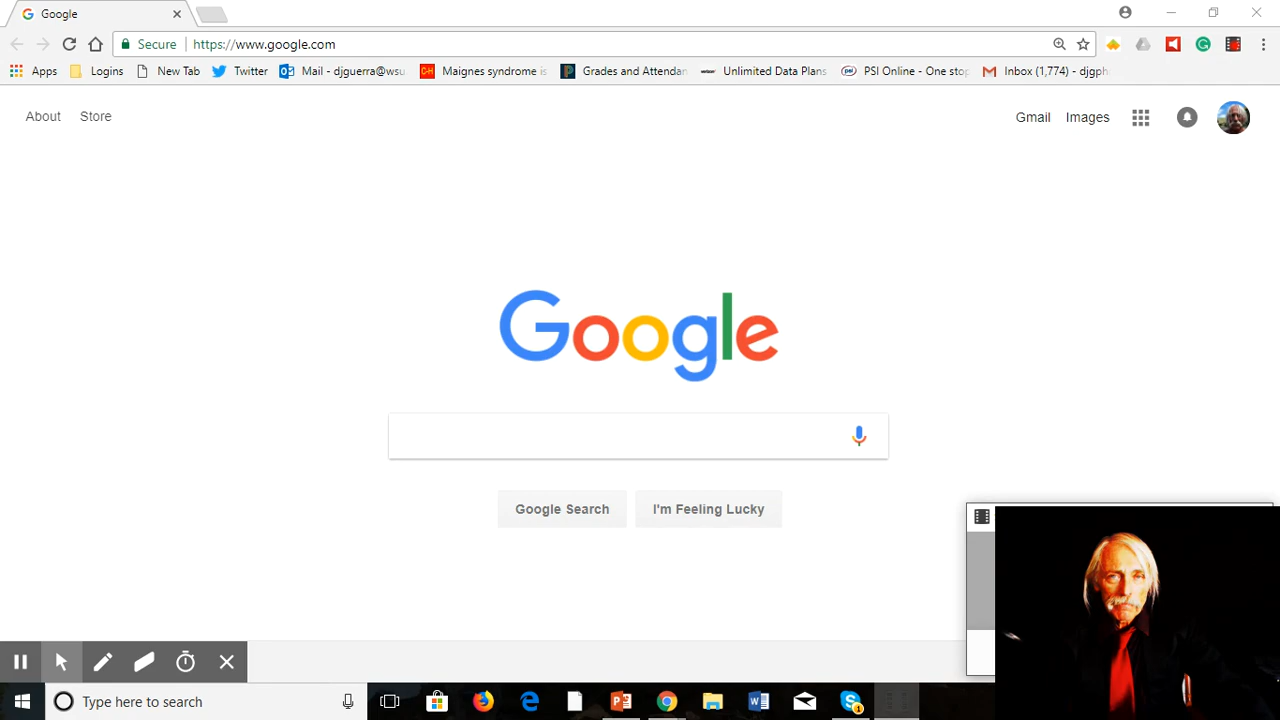 Google
Secure https://www.google.com
Apps Logins New Tab Twitter Mail - djguerra@wsu Maignes syndrome is Grades and Attendan Unlimited Data Plans PSI Online - One stop Inbox (1,774) - djgph
About Store Gmail Images
Google
Google Search I'm Feeling Lucky
Type here to search